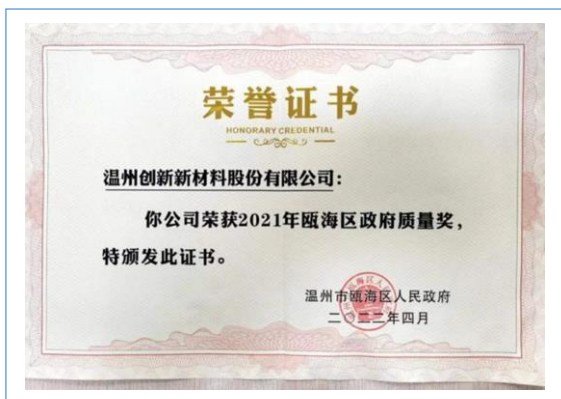 荣誉证书
HONORARY CREDENTIAL
温州创新新材料股份有限公司：
你公司荣获2021年瓯海区政府质量奖，
特颁发此证书。
温州市瓯海区人民政府
二〇二二年四月